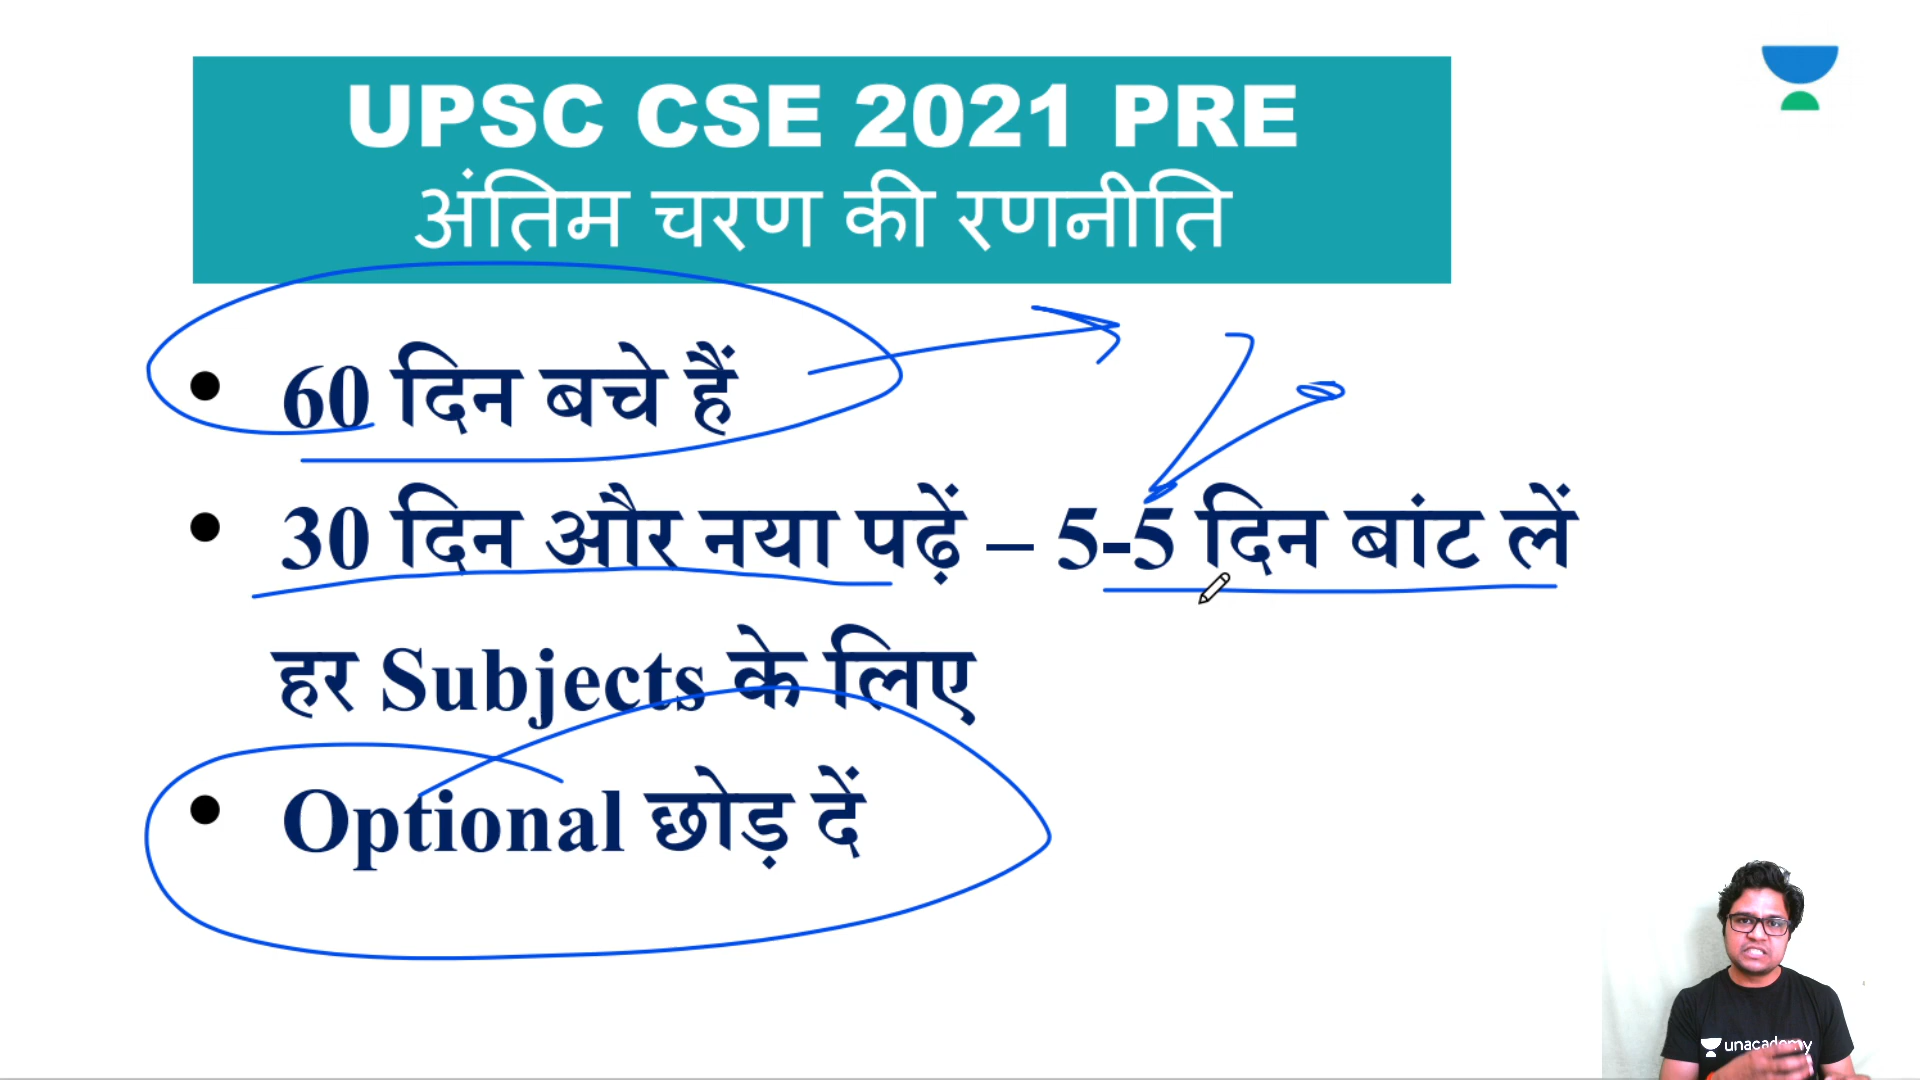 UPSC CSE 2021 PRE
अंतिम चरण की रणनीति
• 60 दिन बचे हैं
• 30 दिन और नया पढ़ें – 5-5 दिन बांट लें
हर Subjects के लिए
• Optional छोड़ दें
unacademy